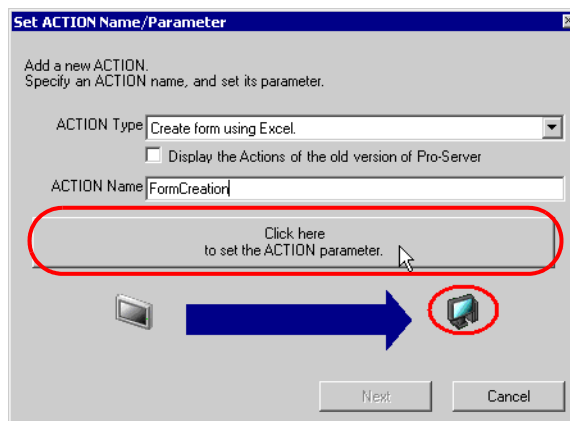 Set ACTION Name/Parameter
Add a new ACTION.
Specify an ACTION name, and set its parameter.
ACTION Type Create form using Excel.
Display the Actions of the old version of Pro-Server
ACTION Name FormCreation
Click here
to set the ACTION parameter.
Next Cancel